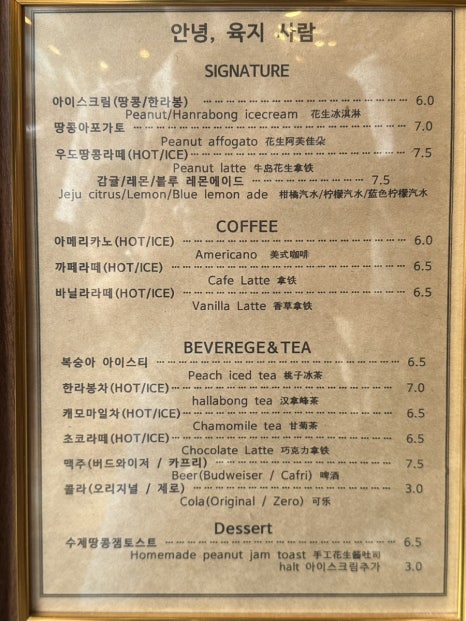 안녕, 육지 사람
SIGNATURE
아이스크림(땅콩/한라봉) 6.0
Peanut/Hanrabong icecream 花生冰淇淋
땅콩아포가토 7.0
Peanut affogato 花生阿芙佳朵
우도땅콩라떼(HOT/ICE) 7.5
Peanut latte 牛岛花生拿铁
감귤/레몬/블루 레몬에이드 7.5
Jeju citrus/Lemon/Blue lemon ade 柑橘汽水/柠檬汽水/蓝色柠檬汽水
COFFEE
아메리카노(HOT/ICE) 6.0
Americano 美式咖啡
까페라떼(HOT/ICE) 6.5
Cafe Latte 拿铁
바닐라라떼(HOT/ICE) 6.5
Vanilla Latte 香草拿铁
BEVEREGE&TEA
복숭아 아이스티 6.5
Peach iced tea 桃子冰茶
한라봉차(HOT/ICE) 7.0
hallabong tea 汉拿峰茶
캐모마일차(HOT/ICE) 6.5
Chamomile tea 甘菊茶
초코라떼(HOT/ICE) 6.5
Chocolate Latte 巧克力拿铁
맥주(버드와이저 / 카프리) 7.5
Beer(Budweiser / Cafri) 啤酒
콜라(오리지널 / 제로) 3.0
Cola(Original / Zero) 可乐
Dessert
수제땅콩잼토스트 6.5
Homemade peanut jam toast 手工花生酱吐司
halt 아이스크림추가 3.0